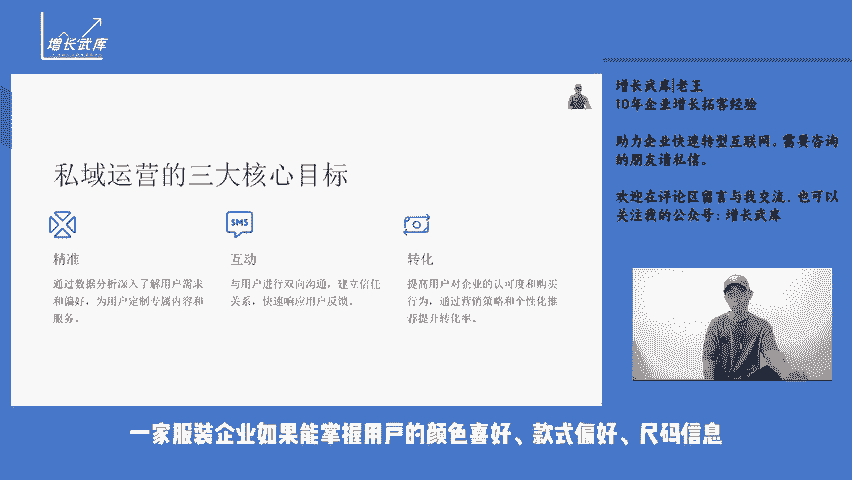 增长武库
增长武库|老王
10年企业增长拓客经验
助力企业快速转型互联网。需要咨询
的朋友请私信。
欢迎在评论区留言与我交流，也可以
关注我的公众号：增长武库
私域运营的三大核心目标
SMS
精准
通过数据分析深入了解用户需求
和偏好，为用户定制专属内容和
服务。
互动
与用户进行双向沟通，建立信任
关系，快速响应用户反馈。
转化
提高用户对企业的认可度和购买
行为，通过营销策略和个性化推
荐提升转化率。
一家服装企业如果能掌握用户的颜色喜好、款式偏好、尺码信息